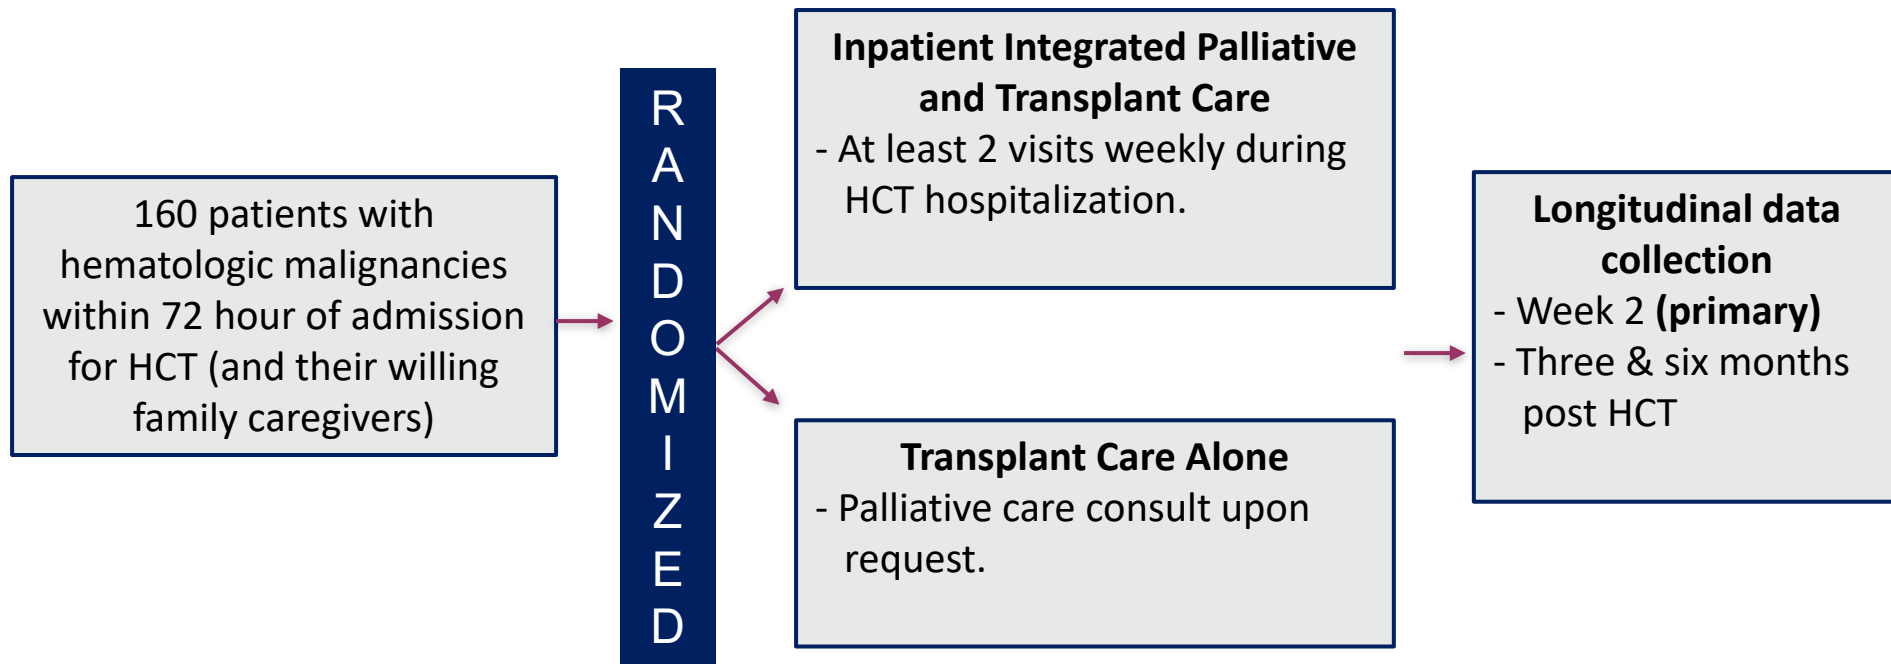 160 patients with
hematologic malignancies
within 72 hour of admission
for HCT (and their willing
family caregivers)
R
A
N
D
O
M
I
Z
E
D
Inpatient Integrated Palliative
and Transplant Care
- At least 2 visits weekly during
HCT hospitalization.
Transplant Care Alone
- Palliative care consult upon
request.
Longitudinal data
collection
- Week 2 (primary)
- Three & six months
post HCT